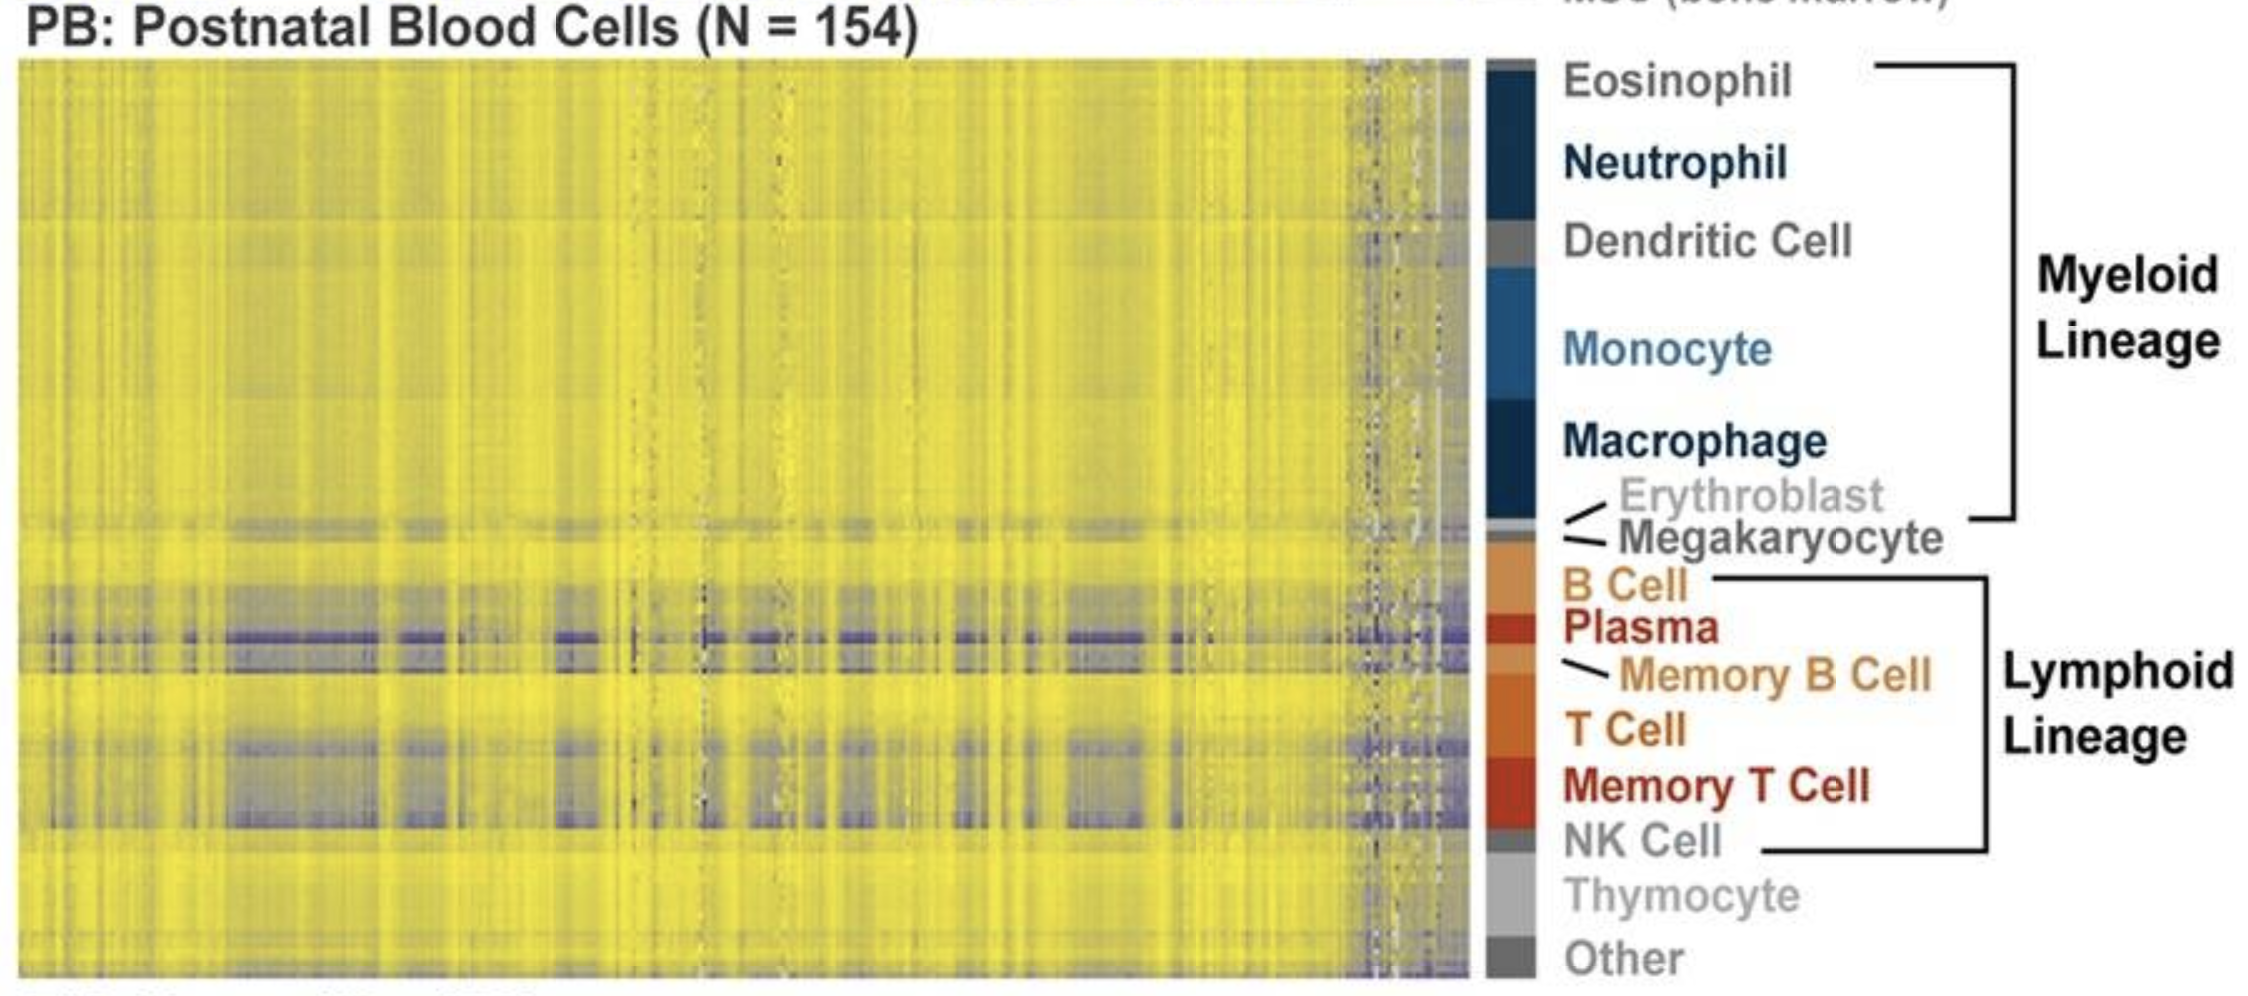 PB: Postnatal Blood Cells (N = 154)
Eosinophil
Neutrophil
Dendritic Cell
Monocyte
Macrophage
Erythroblast
Megakaryocyte
Myeloid
Lineage
B Cell
Plasma
Memory B Cell
T Cell
Memory T Cell
NK Cell
Lymphoid
Lineage
Thymocyte
Other